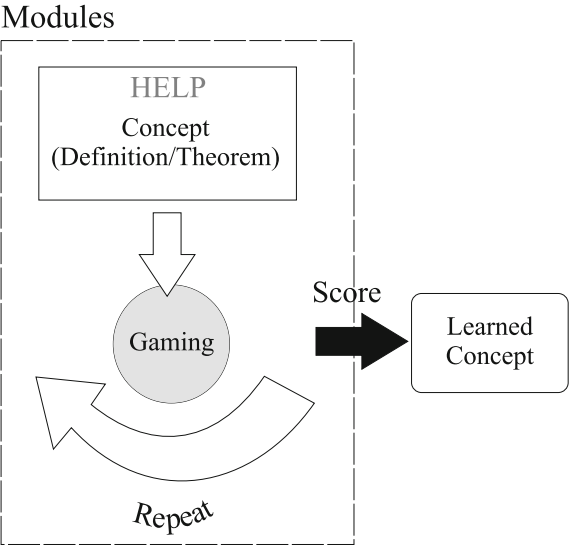 Modules
HELP
Concept
(Definition/Theorem)
Gaming
Score
Learned
Concept
Repeat